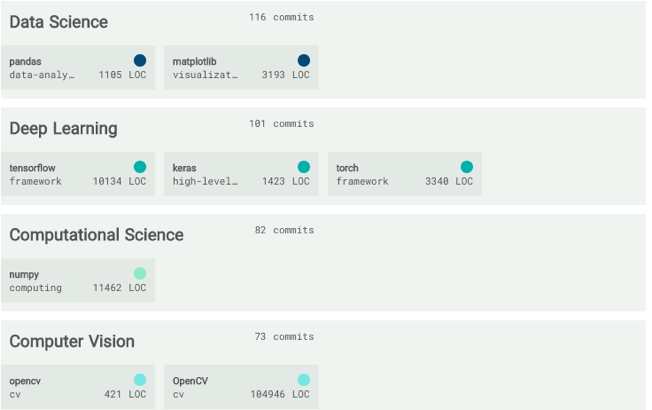 Data Science 116 commits
pandas matplotlib
data-analy… 1105 LOC visualizat… 3193 LOC
Deep Learning 101 commits
tensorflow keras torch
framework 10134 LOC high-level… 1423 LOC framework 3340 LOC
Computational Science 82 commits
numpy
computing 11462 LOC
Computer Vision 73 commits
opencv OpenCV
cv 421 LOC cv 104946 LOC